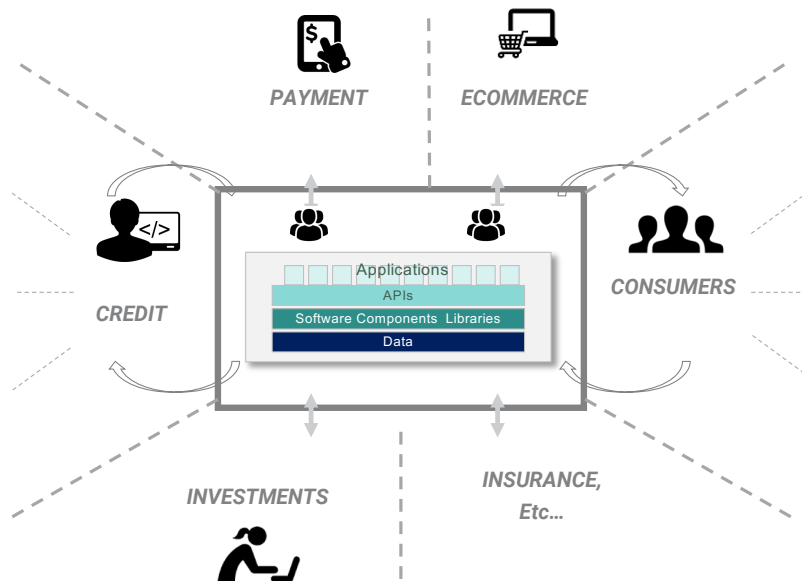 $
PAYMENT
ECOMMERCE
</>
CREDIT
Applications
APIs
Software Components  Libraries
Data
CONSUMERS
INVESTMENTS
INSURANCE,
Etc…